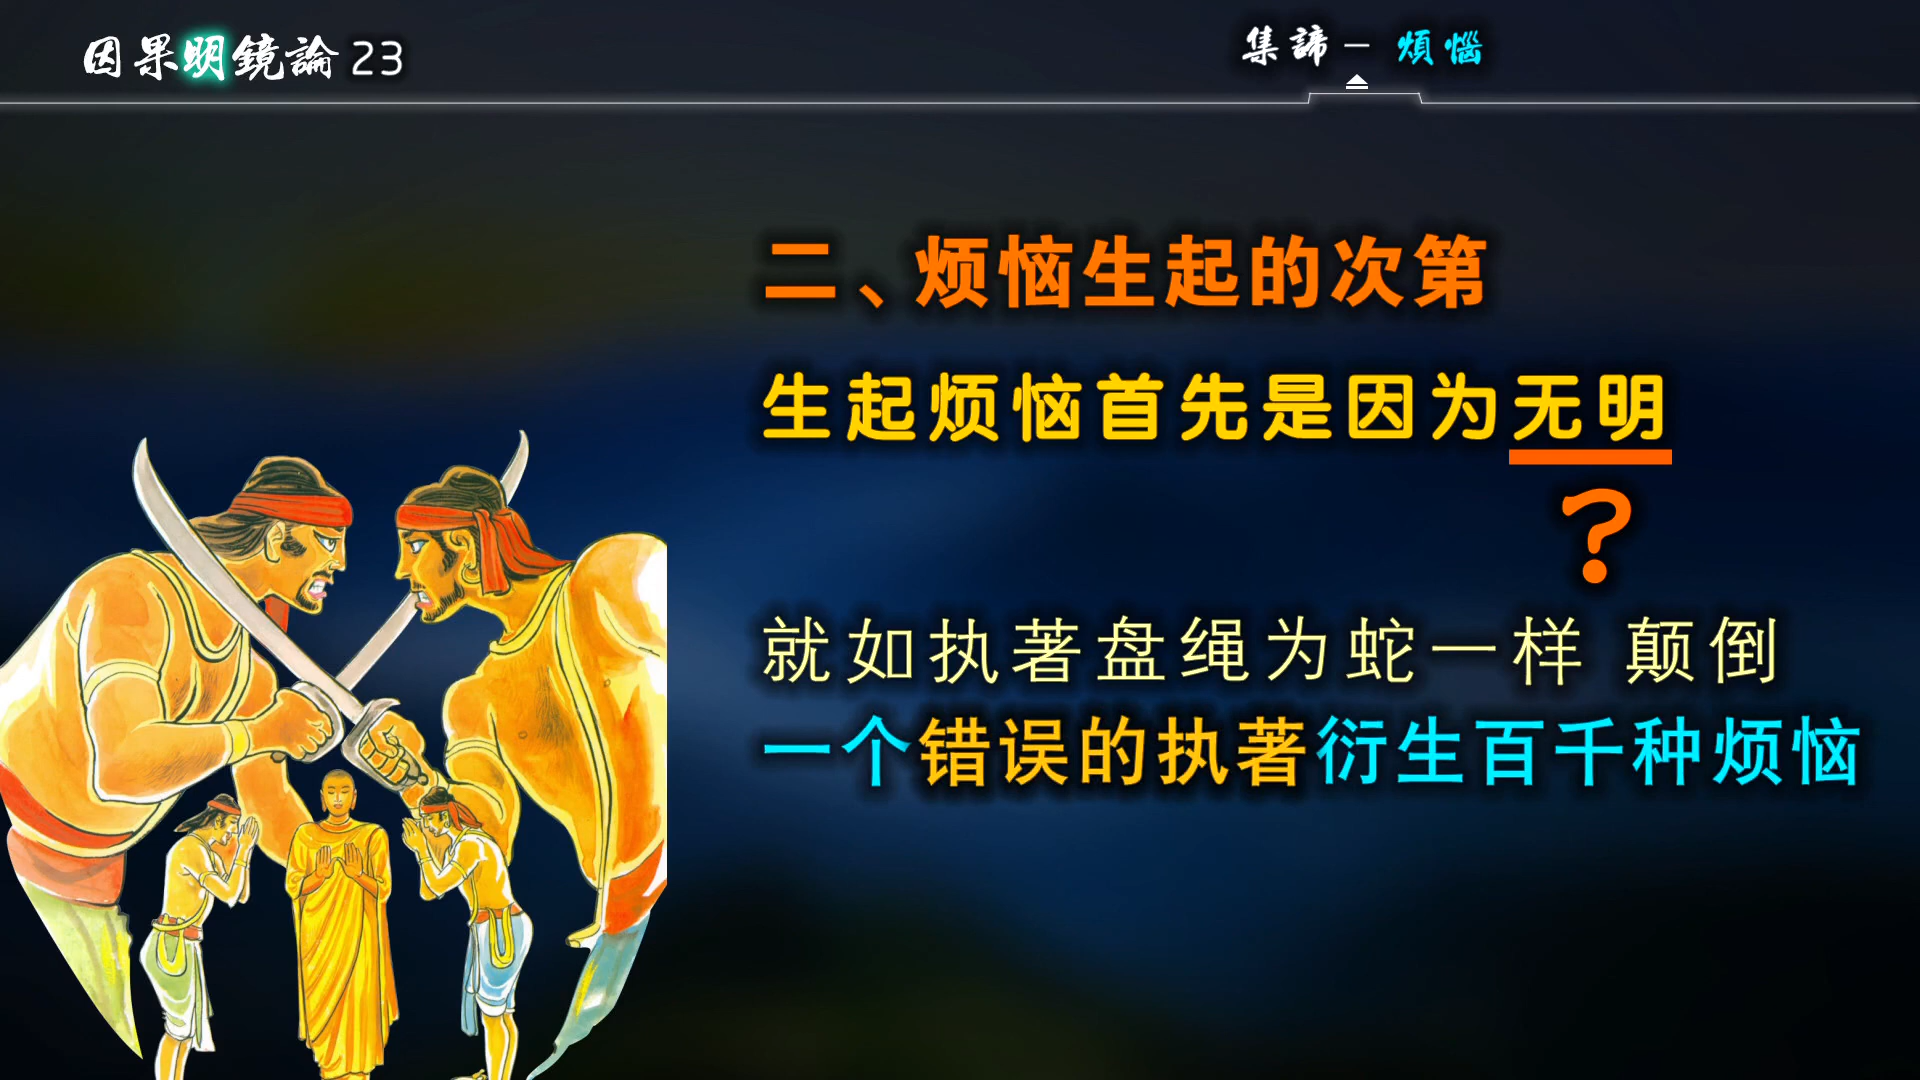 因果明鏡論 23
集諦 — 煩惱
二、烦恼生起的次第
生起烦恼首先是因为无明
?
就如执著盘绳为蛇一样 颠倒
一个错误的执著衍生百千种烦恼